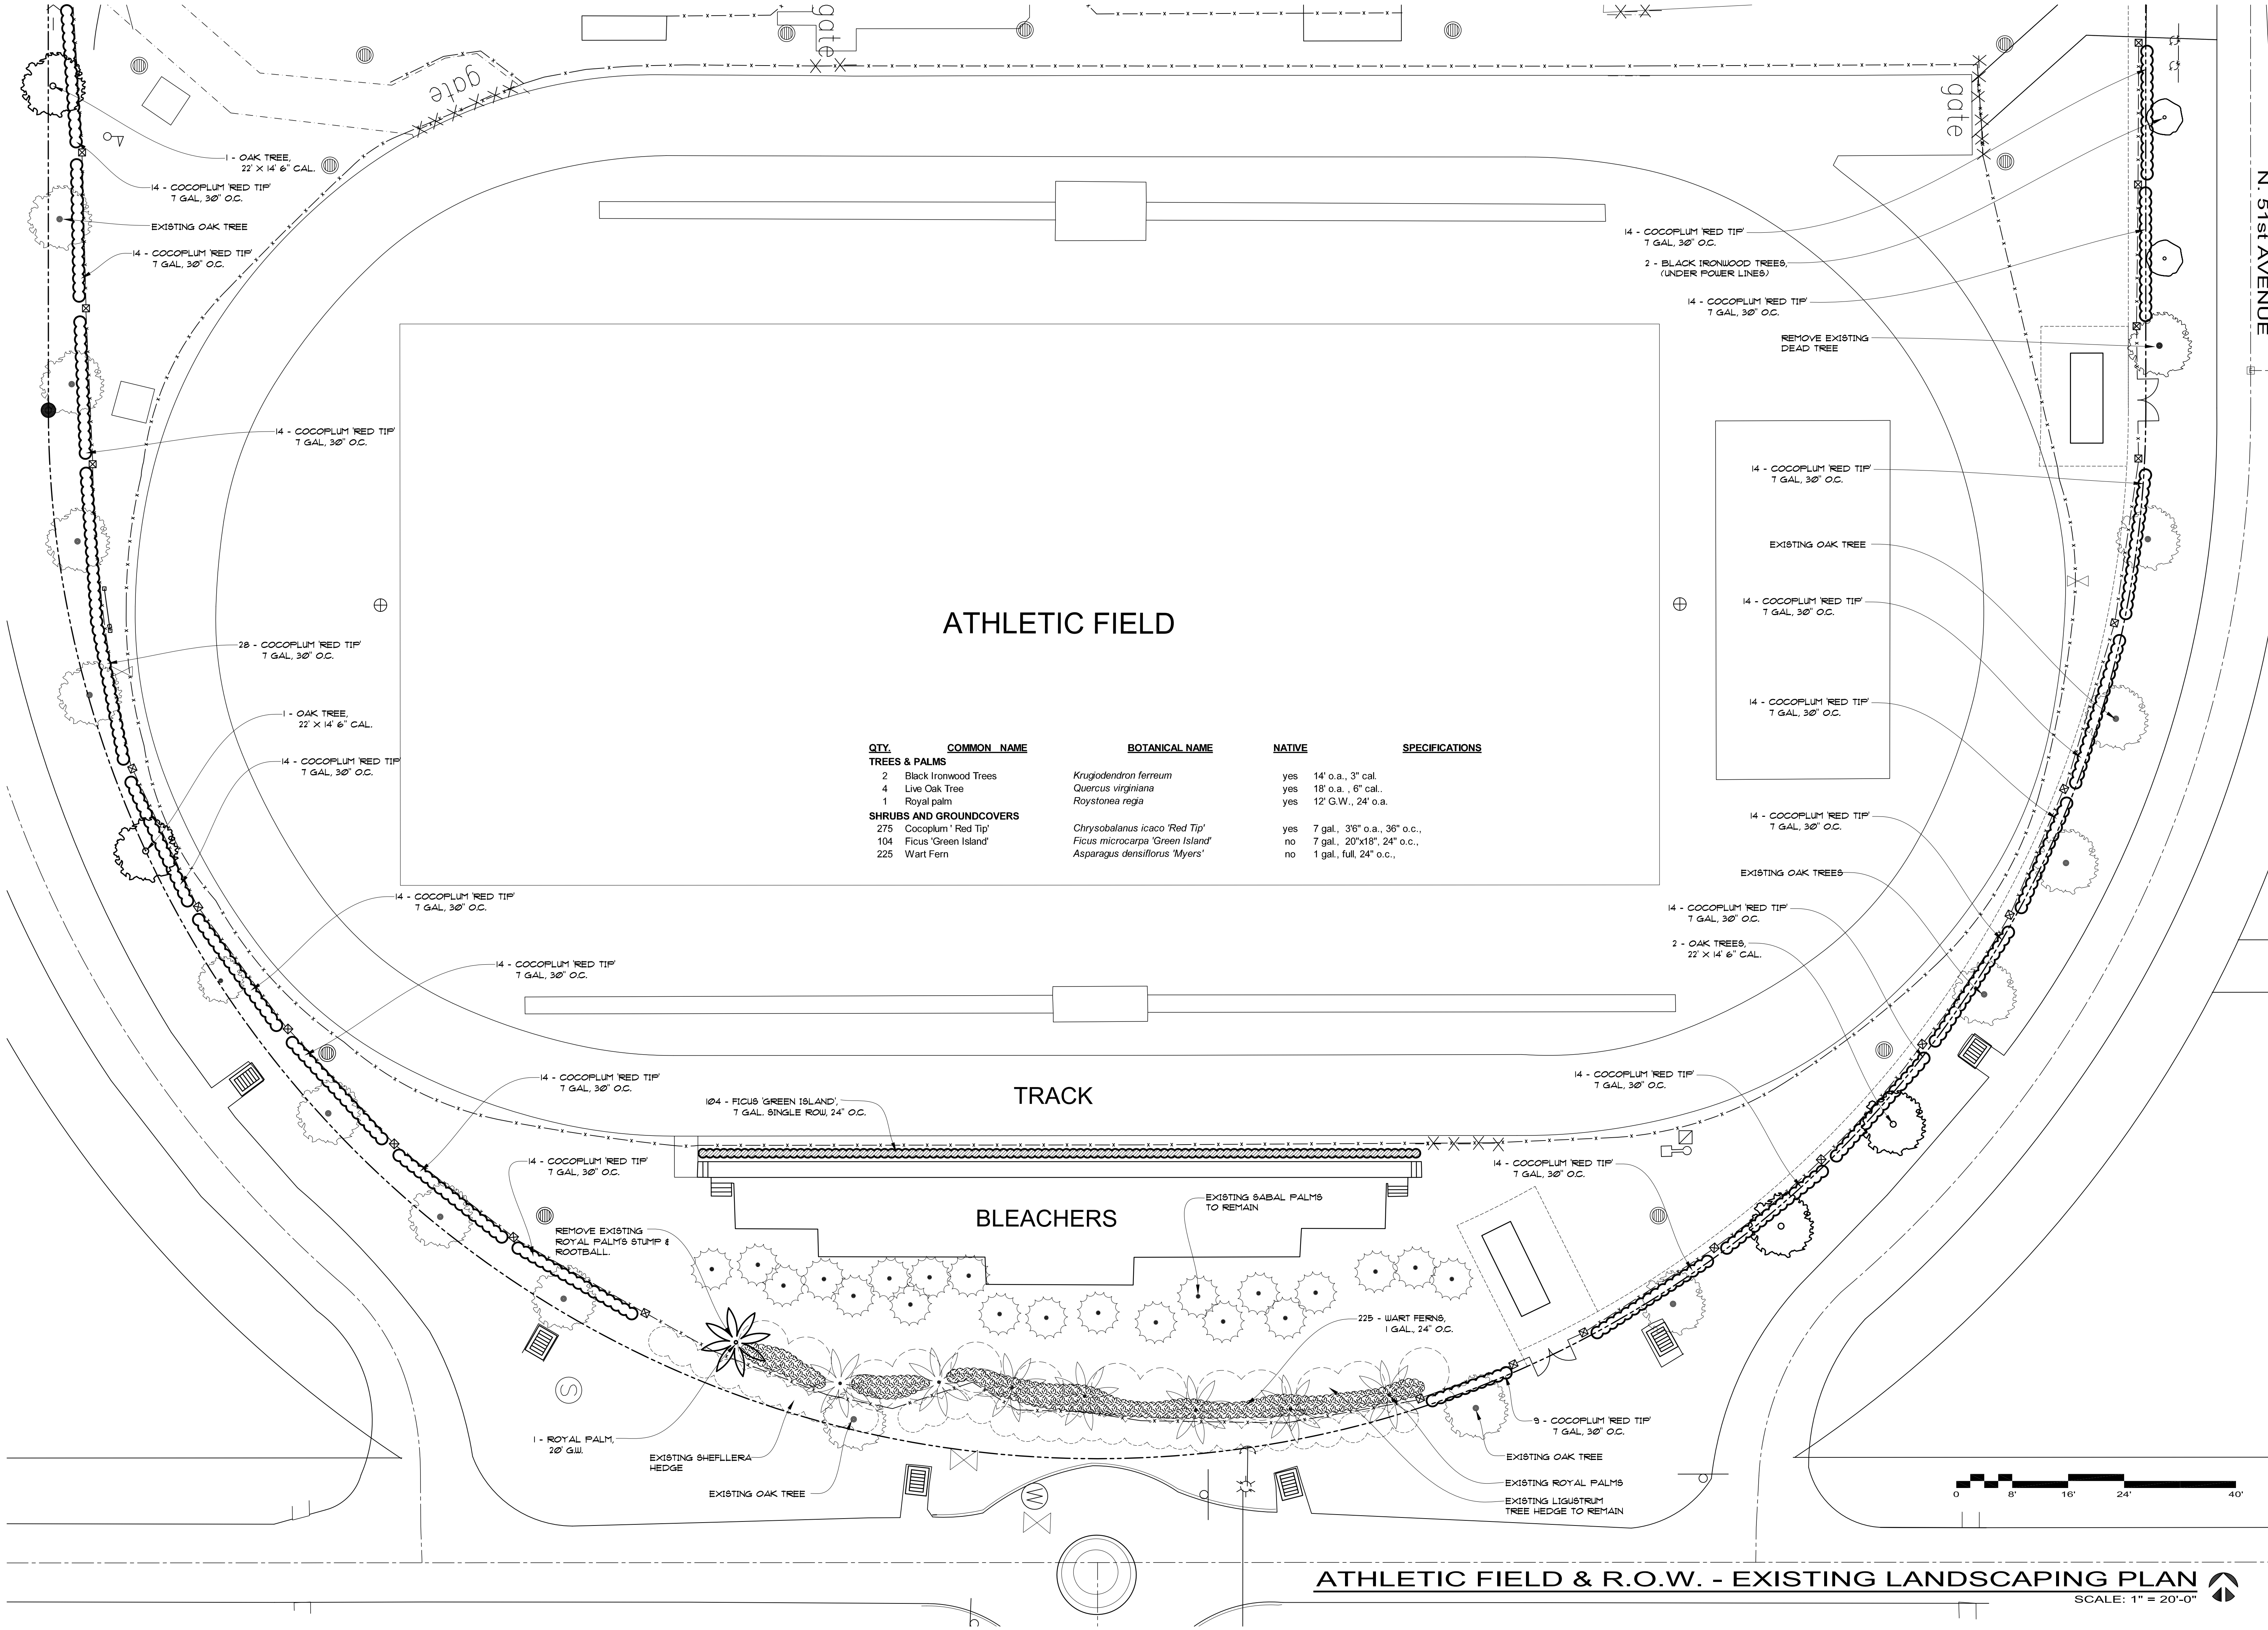 gate
gate
gate
N. 51st AVENUE
1 - OAK TREE,
22' X 14' 6" CAL.
14 - COCOPLUM 'RED TIP'
7 GAL, 30" O.C.
EXISTING OAK TREE
14 - COCOPLUM 'RED TIP'
7 GAL, 30" O.C.
14 - COCOPLUM 'RED TIP'
7 GAL, 30" O.C.
28 - COCOPLUM 'RED TIP'
7 GAL, 30" O.C.
1 - OAK TREE,
22' X 14' 6" CAL.
14 - COCOPLUM 'RED TIP'
7 GAL, 30" O.C.
14 - COCOPLUM 'RED TIP'
7 GAL, 30" O.C.
14 - COCOPLUM 'RED TIP'
7 GAL, 30" O.C.
14 - COCOPLUM 'RED TIP'
7 GAL, 30" O.C.
14 - COCOPLUM 'RED TIP'
7 GAL, 30" O.C.
14 - COCOPLUM 'RED TIP'
7 GAL, 30" O.C.
2 - BLACK IRONWOOD TREES,
(UNDER POWER LINES)
14 - COCOPLUM 'RED TIP'
7 GAL, 30" O.C.
REMOVE EXISTING
DEAD TREE
14 - COCOPLUM 'RED TIP'
7 GAL, 30" O.C.
EXISTING OAK TREE
14 - COCOPLUM 'RED TIP'
7 GAL, 30" O.C.
14 - COCOPLUM 'RED TIP'
7 GAL, 30" O.C.
14 - COCOPLUM 'RED TIP'
7 GAL, 30" O.C.
EXISTING OAK TREES
14 - COCOPLUM 'RED TIP'
7 GAL, 30" O.C.
2 - OAK TREES,
22' X 14' 6" CAL.
14 - COCOPLUM 'RED TIP'
7 GAL, 30" O.C.
14 - COCOPLUM 'RED TIP'
7 GAL, 30" O.C.
ATHLETIC FIELD
QTY. COMMON NAME BOTANICAL NAME NATIVE SPECIFICATIONS
TREES & PALMS
2 Black Ironwood Trees Krugiodendron ferreum yes 14' o.a., 3" cal.
4 Live Oak Tree Quercus virginiana yes 18' o.a. , 6" cal..
1 Royal palm Roystonea regia yes 12' G.W., 24' o.a.
SHRUBS AND GROUNDCOVERS
275 Cocoplum ' Red Tip' Chrysobalanus icaco 'Red Tip' yes 7 gal., 3'6" o.a., 36" o.c.,
104 Ficus 'Green Island' Ficus microcarpa 'Green Island' no 7 gal., 20"x18", 24" o.c.,
225 Wart Fern Asparagus densiflorus 'Myers' no 1 gal., full, 24" o.c.,
TRACK
104 - FICUS 'GREEN ISLAND',
7 GAL. SINGLE ROW, 24" O.C.
BLEACHERS
EXISTING SABAL PALMS
TO REMAIN
REMOVE EXISTING
ROYAL PALMS STUMP &
ROOTBALL.
225 - WART FERNS,
1 GAL, 24" O.C.
1 - ROYAL PALM,
20' G.W.
EXISTING SHEFLLERA
HEDGE
EXISTING OAK TREE
9 - COCOPLUM 'RED TIP'
7 GAL, 30" O.C.
EXISTING OAK TREE
EXISTING ROYAL PALMS
EXISTING LIGUSTRUM
TREE HEDGE TO REMAIN
S
W
0 8' 16' 24' 40'
ATHLETIC FIELD & R.O.W. - EXISTING LANDSCAPING PLAN
SCALE: 1" = 20'-0"